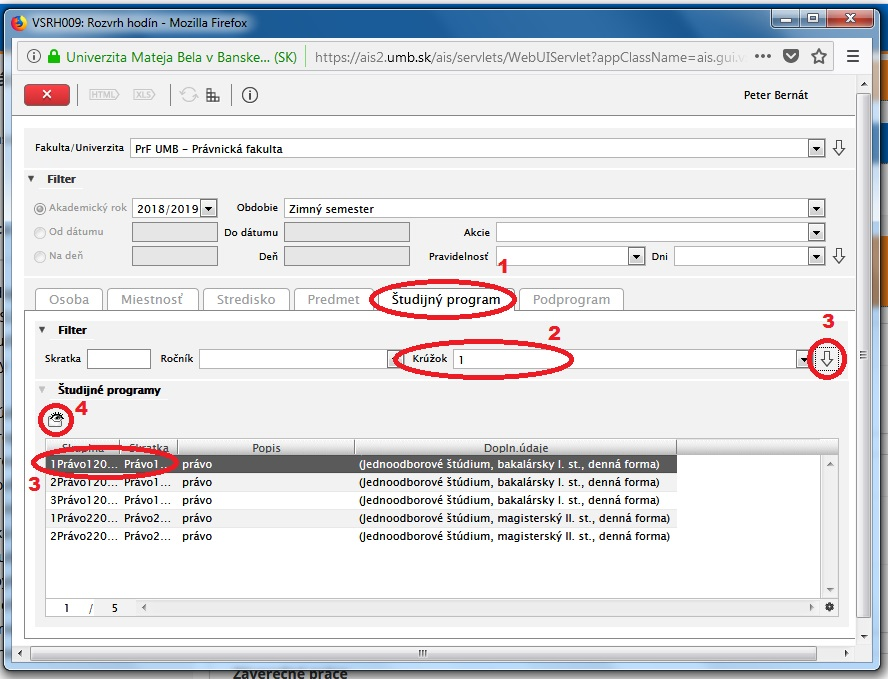 VSRH009: Rozvrh hodín - Mozilla Firefox
Univerzita Mateja Bela v Banske... (SK) https://ais2.umb.sk/ais/servlets/WebUIServlet?appClassName=ais.gui.v
HTML XLS Peter Bernát
Fakulta/Univerzita PrF UMB - Právnická fakulta
Filter
Akademický rok 2018/2019 Obdobie Zimný semester
Od dátumu Do dátumu Akcie
Na deň Deň Pravidelnosť Dni
1
Osoba Miestnosť Stredisko Predmet Študijný program Podprogram
Filter 2 3
Skratka Ročník Krúžok 1
Študijné programy
4
Skupina Skratka Popis Dopln.údaje
1Právo120... Právo1... právo (Jednoodborové štúdium, bakalársky I. st., denná forma)
3
2Právo120... Právo1... právo (Jednoodborové štúdium, bakalársky I. st., denná forma)
3Právo120... Právo1... právo (Jednoodborové štúdium, bakalársky I. st., denná forma)
1Právo220... Právo2... právo (Jednoodborové štúdium, magisterský II. st., denná forma)
2Právo220... Právo2... právo (Jednoodborové štúdium, magisterský II. st., denná forma)
1 / 5
Záverečné práce